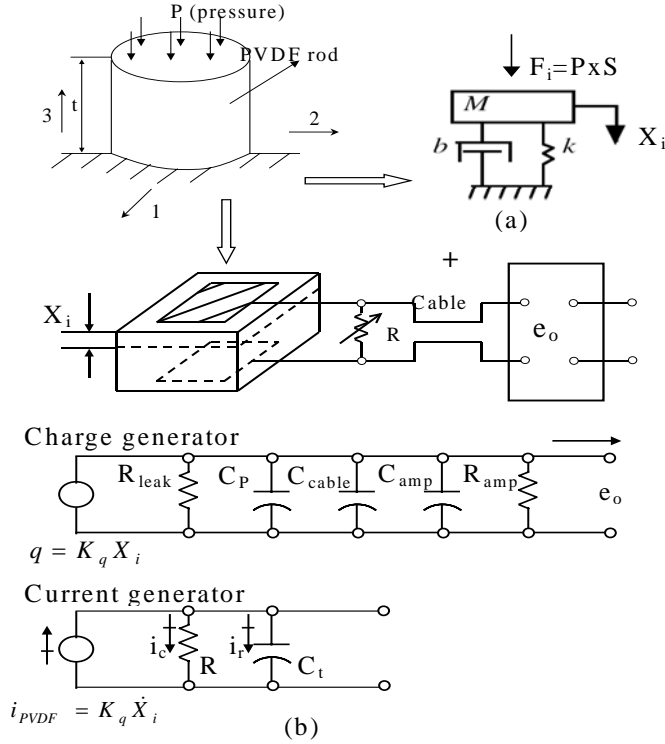 P (pressure)
PVDF rod
3
t
2
1
F_i=PxS
M
X_i
b
k
(a)
+
X_i
Cable
R
e_o
Charge generator
R_leak
C_P
C_cable
C_amp
R_amp
e_o
q = K_q X_i
Current generator
i_c
R
i_r
C_t
i_PVDF = K_q Ẋ_i
(b)